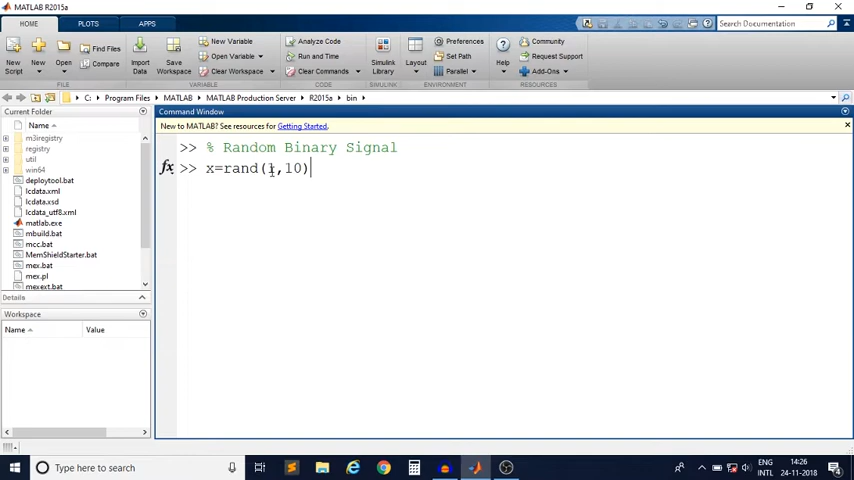 MATLAB R2015a
HOME PLOTS APPS Search Documentation
New Script
New
Open
Find Files
Compare
FILE
Import Data
Save Workspace
New Variable
Open Variable
Clear Workspace
VARIABLE
Analyze Code
Run and Time
Clear Commands
CODE
Simulink Library
SIMULINK
Layout
Preferences
Set Path
Parallel
ENVIRONMENT
Help
Community
Request Support
Add-Ons
RESOURCES
C: Program Files MATLAB MATLAB Production Server R2015a bin
Current Folder
Name
m3iregistry
registry
util
win64
deploytool.bat
lcdata.xml
lcdata.xsd
lcdata_utf8.xml
matlab.exe
mbuild.bat
mcc.bat
MemShieldStarter.bat
mex.bat
mex.pl
mexext.bat
Details
Workspace
Name Value
Command Window
New to MATLAB? See resources for Getting Started.
>> % Random Binary Signal
fx >> x=rand(1,10)
Type here to search
ENG
INTL
14:26
24-11-2018
4